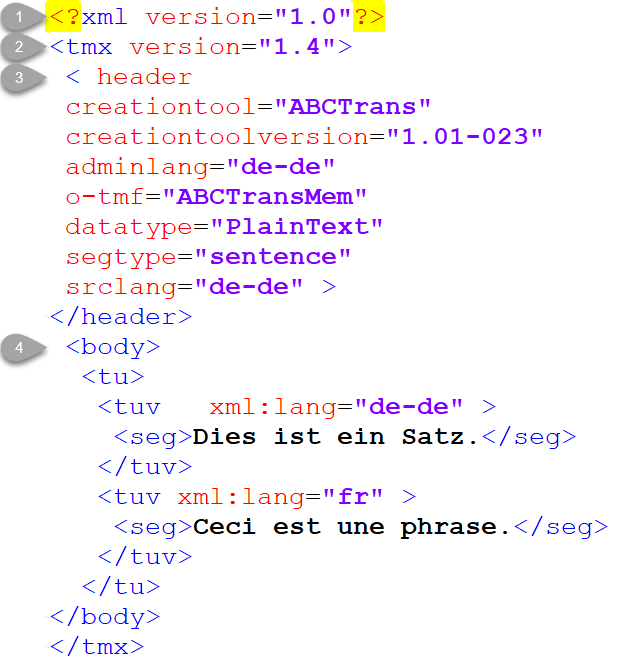 1 <?xml version="1.0"?>
2 <tmx version="1.4">
3 < header
creationtool="ABCTrans"
creationtoolversion="1.01-023"
adminlang="de-de"
o-tmf="ABCTransMem"
datatype="PlainText"
segtype="sentence"
srclang="de-de" >
</header>
4 <body>
<tu>
<tuv   xml:lang="de-de" >
<seg>Dies ist ein Satz.</seg>
</tuv>
<tuv xml:lang="fr" >
<seg>Ceci est une phrase.</seg>
</tuv>
</tu>
</body>
</tmx>